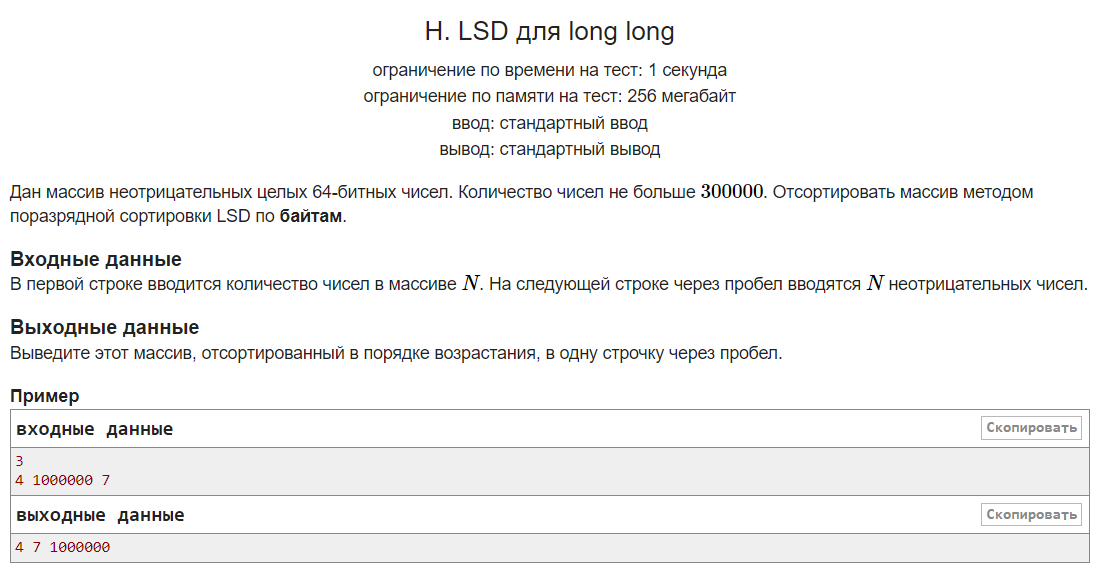 H. LSD для long long
ограничение по времени на тест: 1 секунда
ограничение по памяти на тест: 256 мегабайт
ввод: стандартный ввод
вывод: стандартный вывод
Дан массив неотрицательных целых 64-битных чисел. Количество чисел не больше 300000. Отсортировать массив методом
поразрядной сортировки LSD по байтам.
Входные данные
В первой строке вводится количество чисел в массиве N. На следующей строке через пробел вводятся N неотрицательных чисел.
Выходные данные
Выведите этот массив, отсортированный в порядке возрастания, в одну строчку через пробел.
Пример
входные данные
Скопировать
3
4 1000000 7
выходные данные
Скопировать
4 7 1000000